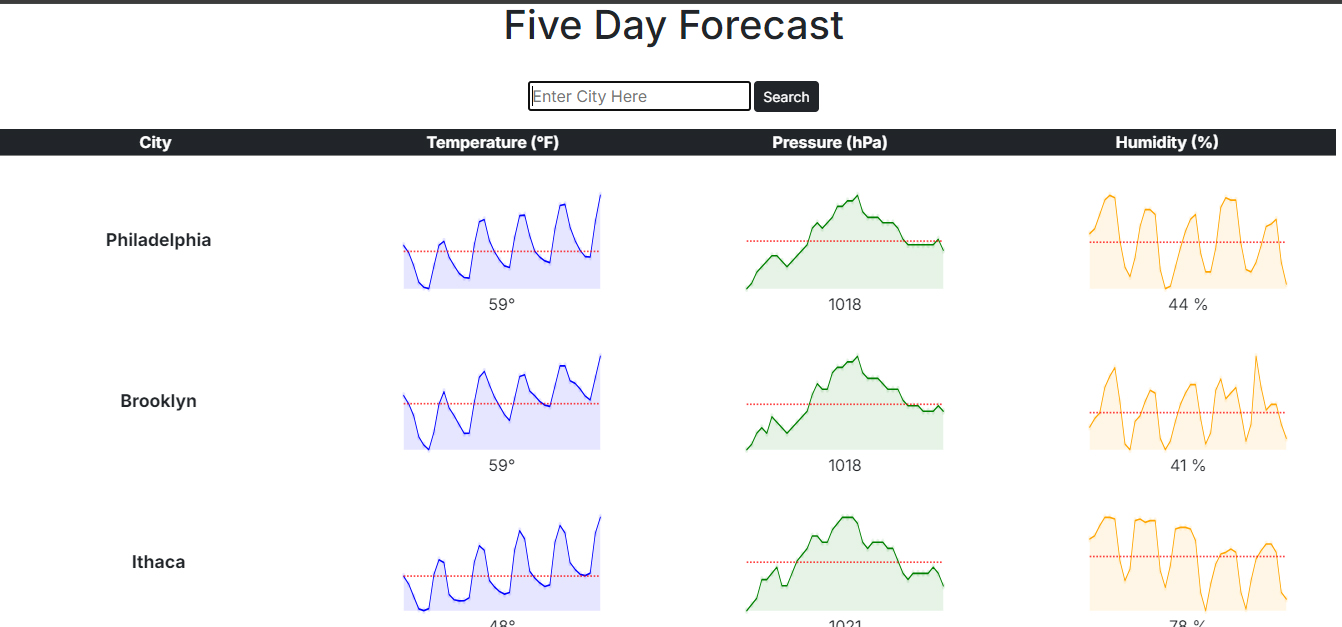 Five Day Forecast
Enter City Here Search
City Temperature (°F) Pressure (hPa) Humidity (%)
Philadelphia
59° 1018 44 %
Brooklyn
59° 1018 41 %
Ithaca
48° 1021 78 %